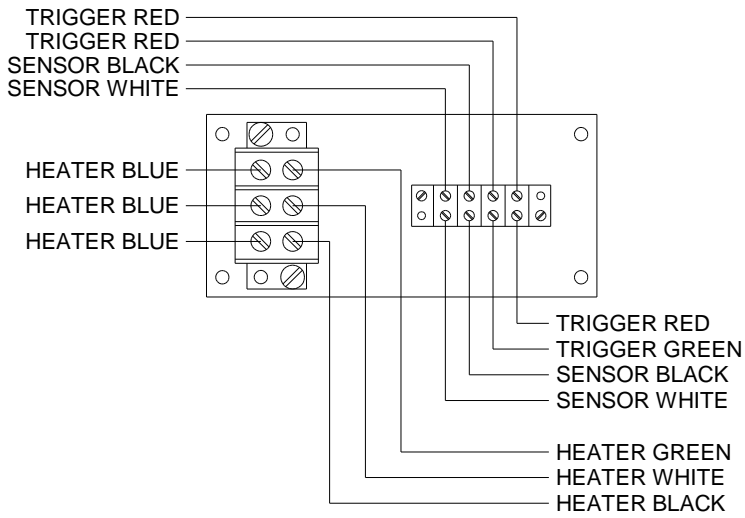 TRIGGER RED
TRIGGER RED
SENSOR BLACK
SENSOR WHITE
HEATER BLUE
HEATER BLUE
HEATER BLUE
TRIGGER RED
TRIGGER GREEN
SENSOR BLACK
SENSOR WHITE
HEATER GREEN
HEATER WHITE
HEATER BLACK